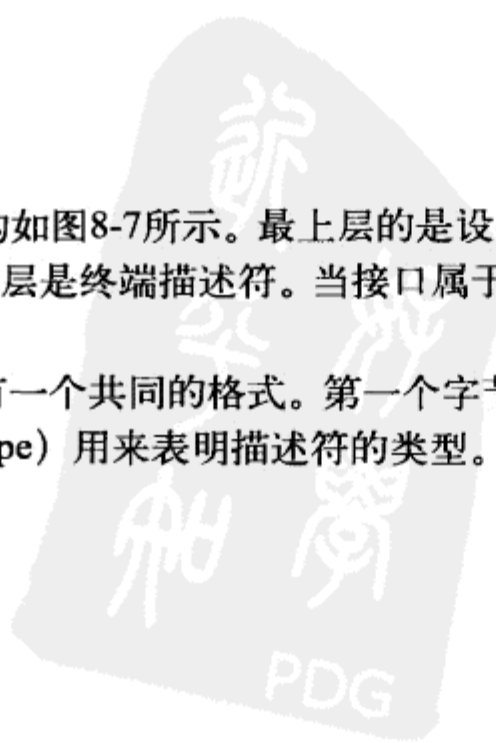 的如图8-7所示。最上层的是设
层是终端描述符。当接口属于
有一个共同的格式。第一个字节
pe）用来表明描述符的类型。
PDG